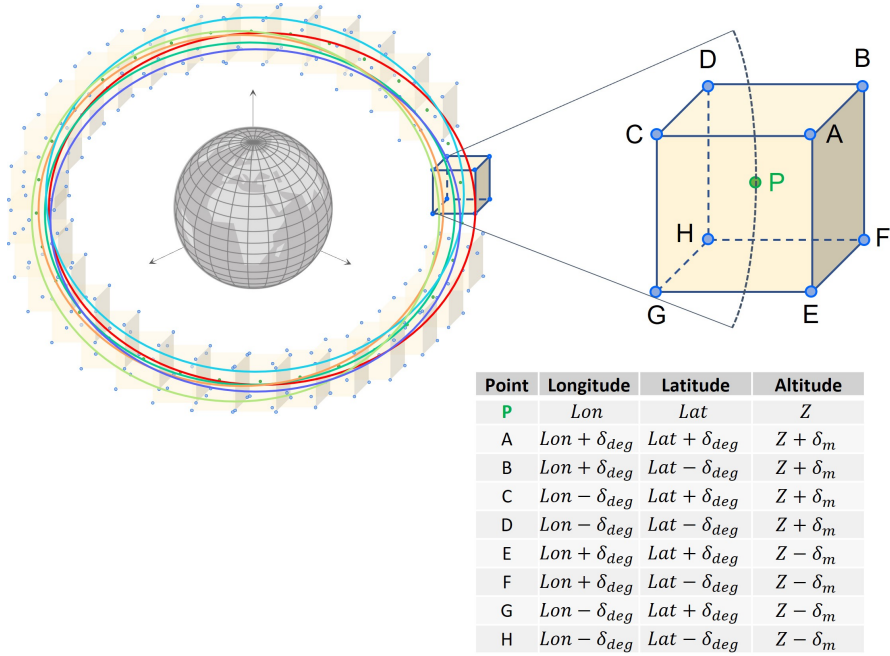 D
B
C
A
P
H
F
G
E
Point Longitude Latitude Altitude
P Lon Lat Z
A Lon + δ_deg Lat + δ_deg Z + δ_m
B Lon + δ_deg Lat − δ_deg Z + δ_m
C Lon − δ_deg Lat + δ_deg Z + δ_m
D Lon − δ_deg Lat − δ_deg Z + δ_m
E Lon + δ_deg Lat + δ_deg Z − δ_m
F Lon + δ_deg Lat − δ_deg Z − δ_m
G Lon − δ_deg Lat + δ_deg Z − δ_m
H Lon − δ_deg Lat − δ_deg Z − δ_m